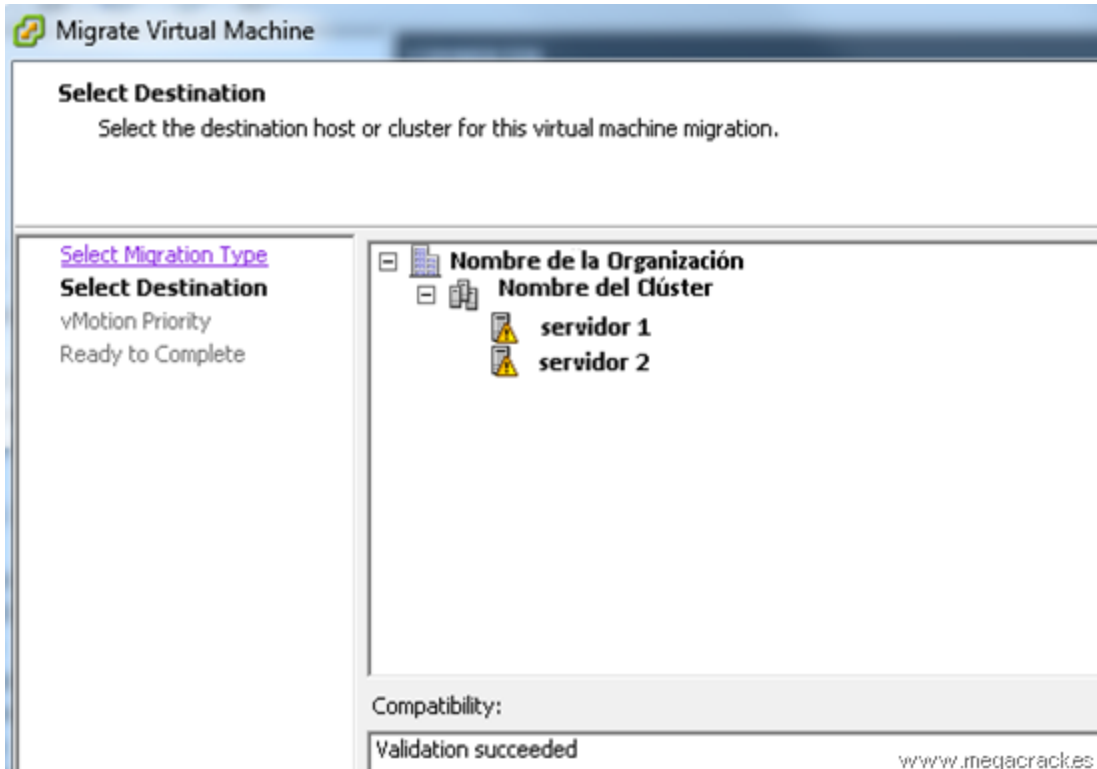 Migrate Virtual Machine
Select Destination
Select the destination host or cluster for this virtual machine migration.
Select Migration Type
Select Destination
vMotion Priority
Ready to Complete
Nombre de la Organización
Nombre del Clúster
servidor 1
servidor 2
Compatibility:
Validation succeeded
www.megacrack.es